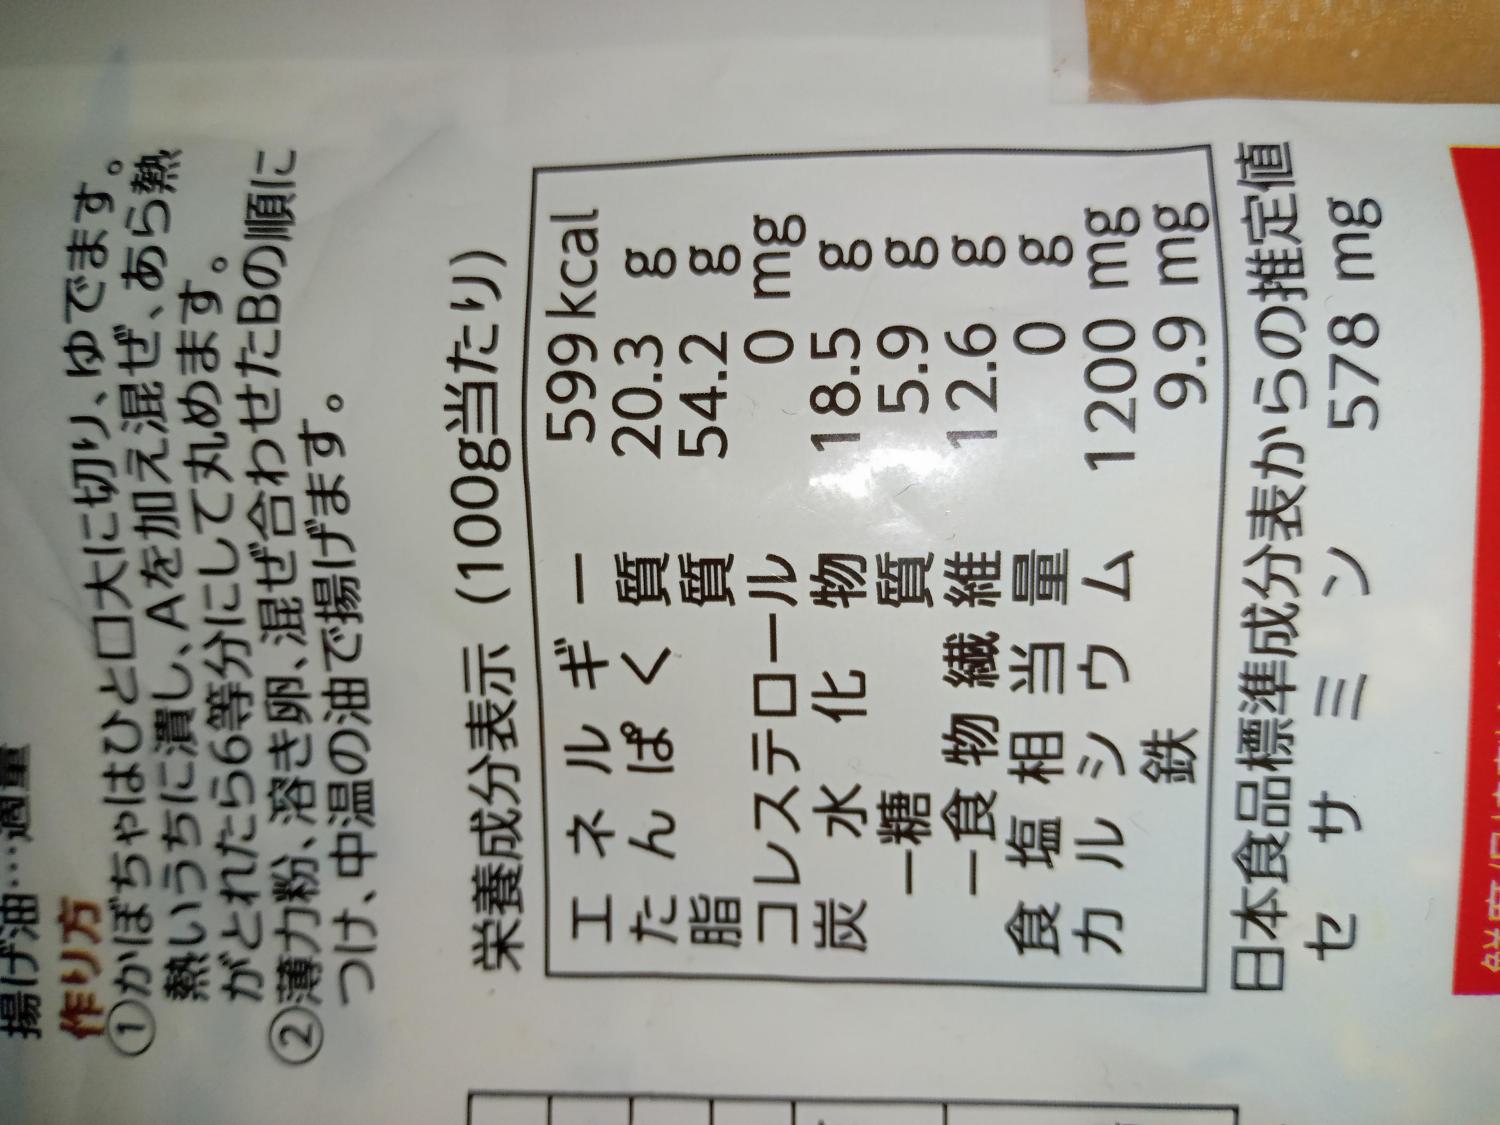 揚げ油…適量
作り方
①かぼちゃはひと口大に切り、ゆでます。
熱いうちに潰し、Aを加え混ぜ、あら熱
がとれたら6等分にして丸めます。
②薄力粉、溶き卵、混ぜ合わせたBの順に
つけ、中温の油で揚げます。
栄養成分表示(100g当たり)
エネルギー 599kcal
たんぱく質 20.3 g
脂質 54.2 g
コレステロール 0 mg
炭水化物 18.5 g
ー糖質 5.9 g
ー食物繊維 12.6 g
食塩相当量 0 g
カルシウム 1200 mg
鉄 9.9 mg
日本食品標準成分表からの推定値
セサミン 578 mg